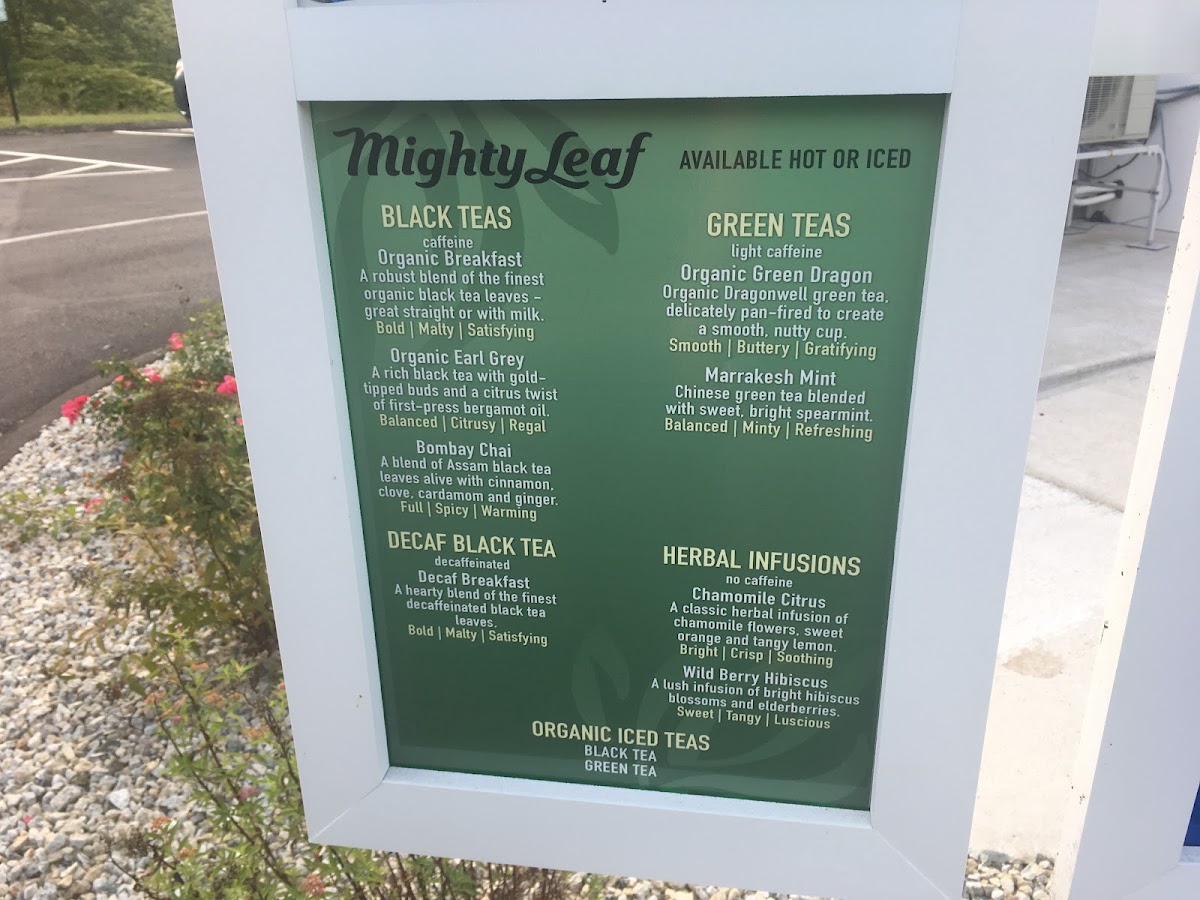 Mighty Leaf
AVAILABLE HOT OR ICED
BLACK TEAS
caffeine
Organic Breakfast
A robust blend of the finest
organic black tea leaves –
great straight or with milk.
Bold | Malty | Satisfying
Organic Earl Grey
A rich black tea with gold-
tipped buds and a citrus twist
of first-press bergamot oil.
Balanced | Citrusy | Regal
Bombay Chai
A blend of Assam black tea
leaves alive with cinnamon,
clove, cardamom and ginger.
Full | Spicy | Warming
DECAF BLACK TEA
decaffeinated
Decaf Breakfast
A hearty blend of the finest
decaffeinated black tea
leaves.
Bold | Malty | Satisfying
GREEN TEAS
light caffeine
Organic Green Dragon
Organic Dragonwell green tea,
delicately pan-fired to create
a smooth, nutty cup.
Smooth | Buttery | Gratifying
Marrakesh Mint
Chinese green tea blended
with sweet, bright spearmint.
Balanced | Minty | Refreshing
HERBAL INFUSIONS
no caffeine
Chamomile Citrus
A classic herbal infusion of
chamomile flowers, sweet
orange and tangy lemon.
Bright | Crisp | Soothing
Wild Berry Hibiscus
A lush infusion of bright hibiscus
blossoms and elderberries.
Sweet | Tangy | Luscious
ORGANIC ICED TEAS
BLACK TEA
GREEN TEA